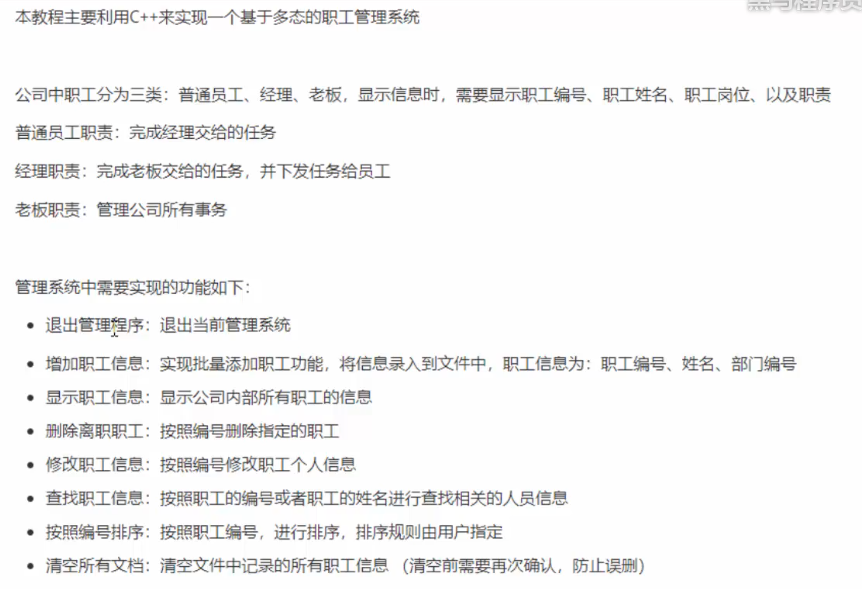 黑马程序员
本教程主要利用C++来实现一个基于多态的职工管理系统
公司中职工分为三类：普通员工、经理、老板，显示信息时，需要显示职工编号、职工姓名、职工岗位、以及职责
普通员工职责：完成经理交给的任务
经理职责：完成老板交给的任务，并下发任务给员工
老板职责：管理公司所有事务
管理系统中需要实现的功能如下：
• 退出管理程序：退出当前管理系统
• 增加职工信息：实现批量添加职工功能，将信息录入到文件中，职工信息为：职工编号、姓名、部门编号
• 显示职工信息：显示公司内部所有职工的信息
• 删除离职职工：按照编号删除指定的职工
• 修改职工信息：按照编号修改职工个人信息
• 查找职工信息：按照职工的编号或者职工的姓名进行查找相关的人员信息
• 按照编号排序：按照职工编号，进行排序，排序规则由用户指定
• 清空所有文档：清空文件中记录的所有职工信息 （清空前需要再次确认，防止误删）